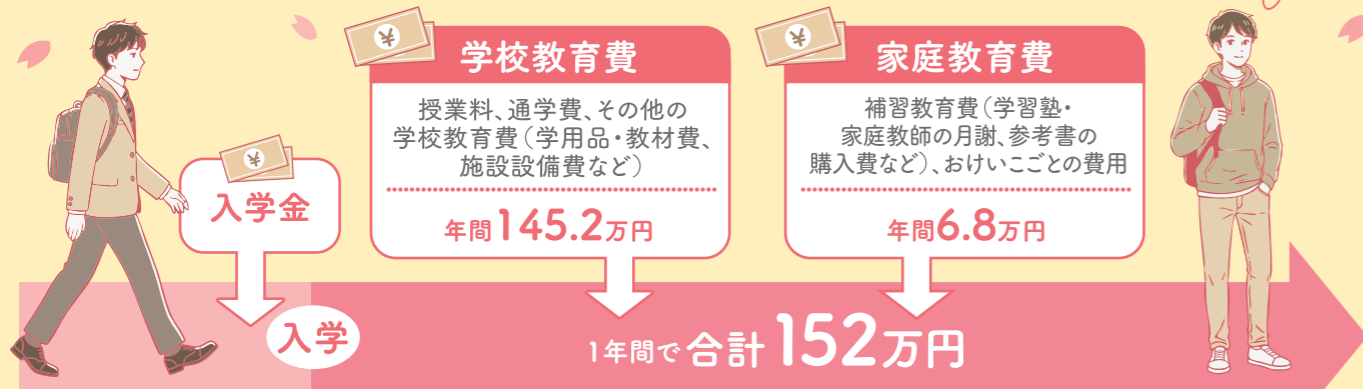 入学金
入学
学校教育費
授業料、通学費、その他の
学校教育費（学用品・教材費、
施設設備費など）
年間145.2万円
家庭教育費
補習教育費（学習塾・
家庭教師の月謝、参考書の
購入費など）、おけいこごとの費用
年間6.8万円
1年間で合計152万円
¥
¥
¥